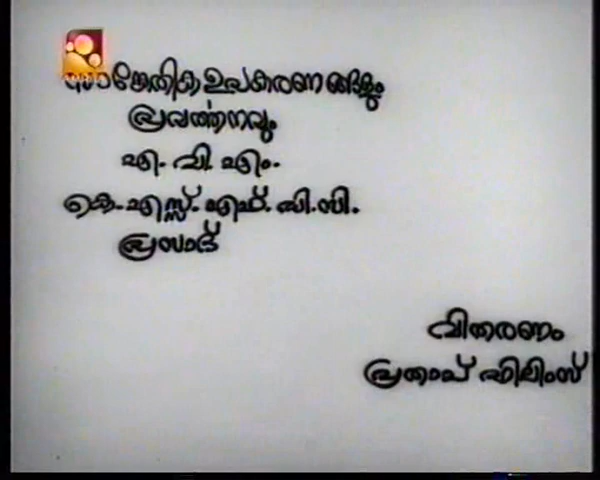 സാങ്കേതിക ഉപകരണങ്ങളും
പ്രവർത്തനവും
എ. വി. എം.
കെ. എസ്സ്. എഫ്. ഡി. സി.
പ്രസാദ്
വിതരണം
പ്രതാപ് ഫിലിംസ്